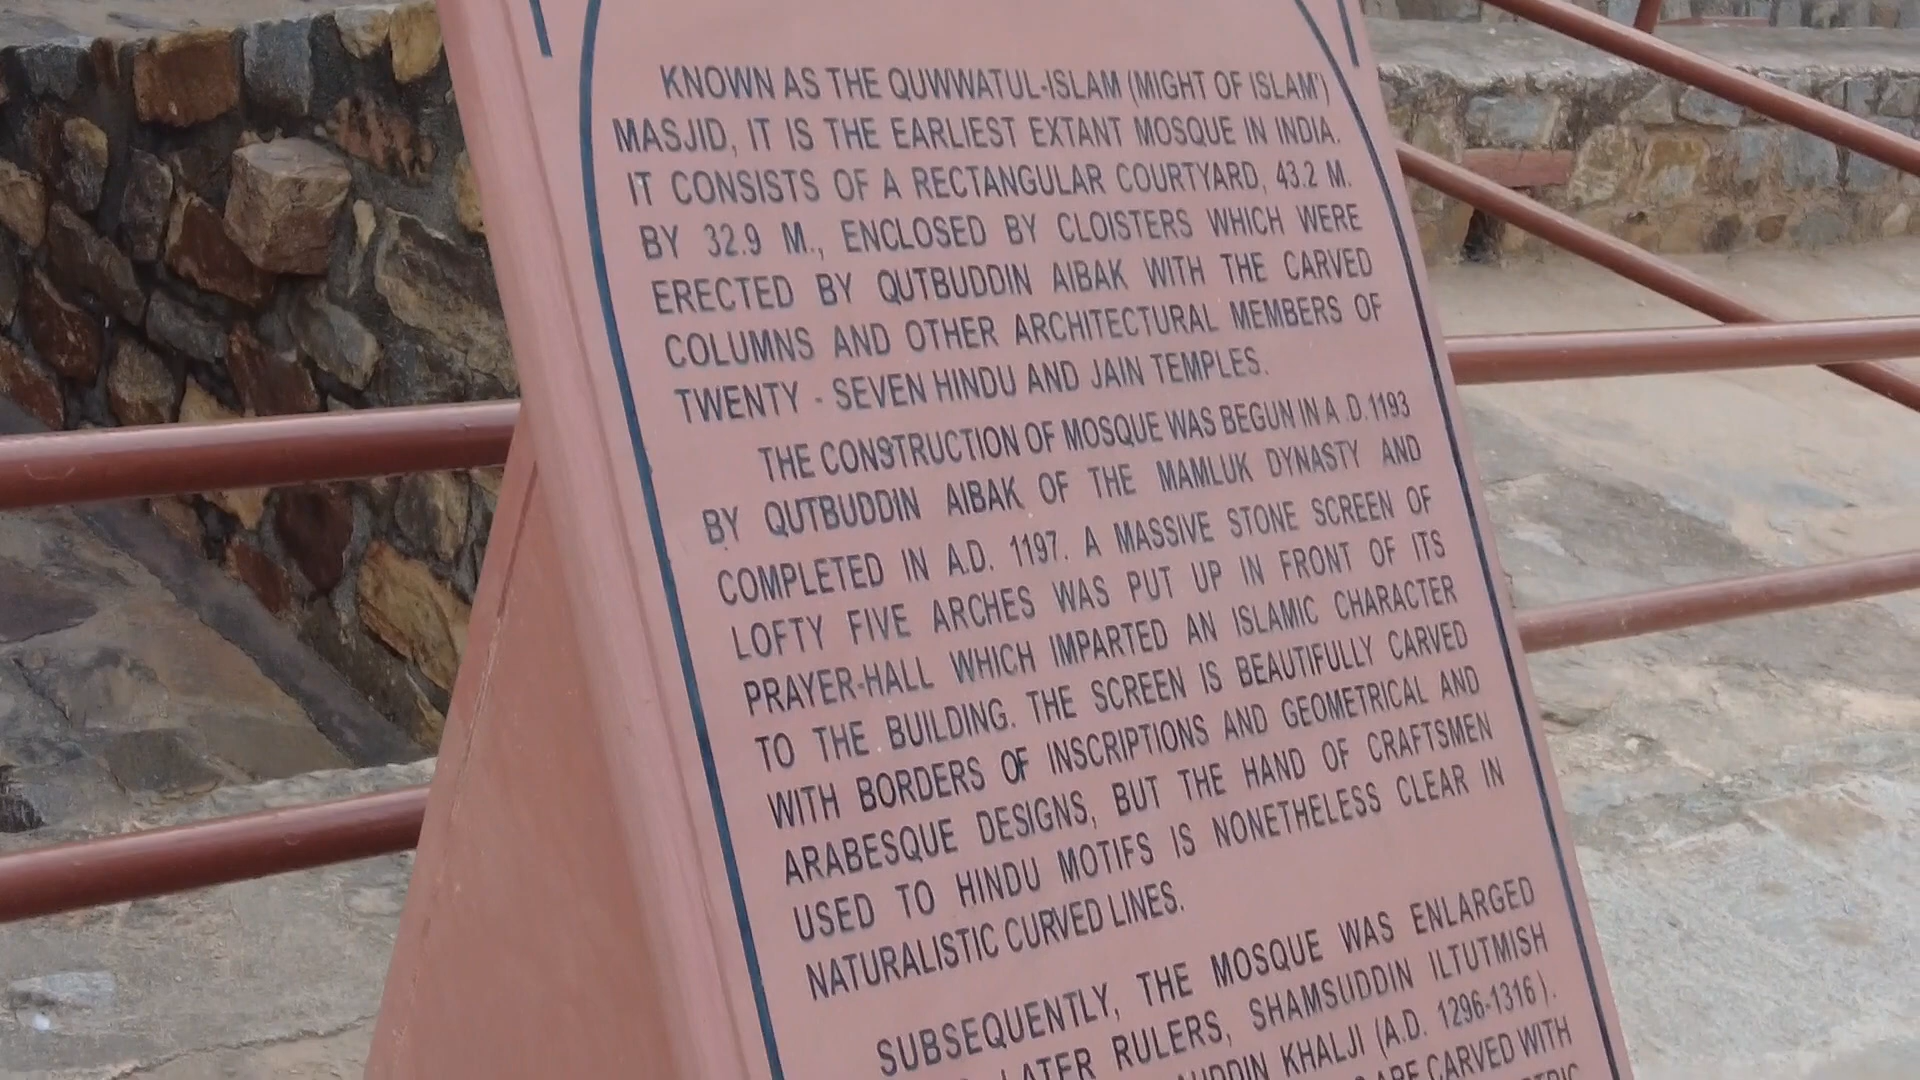 KNOWN AS THE QUWWATUL-ISLAM (MIGHT OF ISLAM')
MASJID, IT IS THE EARLIEST EXTANT MOSQUE IN INDIA.
IT CONSISTS OF A RECTANGULAR COURTYARD, 43.2 M.
BY 32.9 M., ENCLOSED BY CLOISTERS WHICH WERE
ERECTED BY QUTBUDDIN AIBAK WITH THE CARVED
COLUMNS AND OTHER ARCHITECTURAL MEMBERS OF
TWENTY - SEVEN HINDU AND JAIN TEMPLES.
THE CONSTRUCTION OF MOSQUE WAS BEGUN IN A.D.1193
BY QUTBUDDIN AIBAK OF THE MAMLUK DYNASTY AND
COMPLETED IN A.D. 1197. A MASSIVE STONE SCREEN OF
LOFTY FIVE ARCHES WAS PUT UP IN FRONT OF ITS
PRAYER-HALL WHICH IMPARTED AN ISLAMIC CHARACTER
TO THE BUILDING. THE SCREEN IS BEAUTIFULLY CARVED
WITH BORDERS OF INSCRIPTIONS AND GEOMETRICAL AND
ARABESQUE DESIGNS, BUT THE HAND OF CRAFTSMEN
USED TO HINDU MOTIFS IS NONETHELESS CLEAR IN
NATURALISTIC CURVED LINES.
SUBSEQUENTLY, THE MOSQUE WAS ENLARGED
LATER RULERS, SHAMSUDDIN ILTUTMISH
KHALJI (A.D. 1296-1316).
ARE CARVED WITH